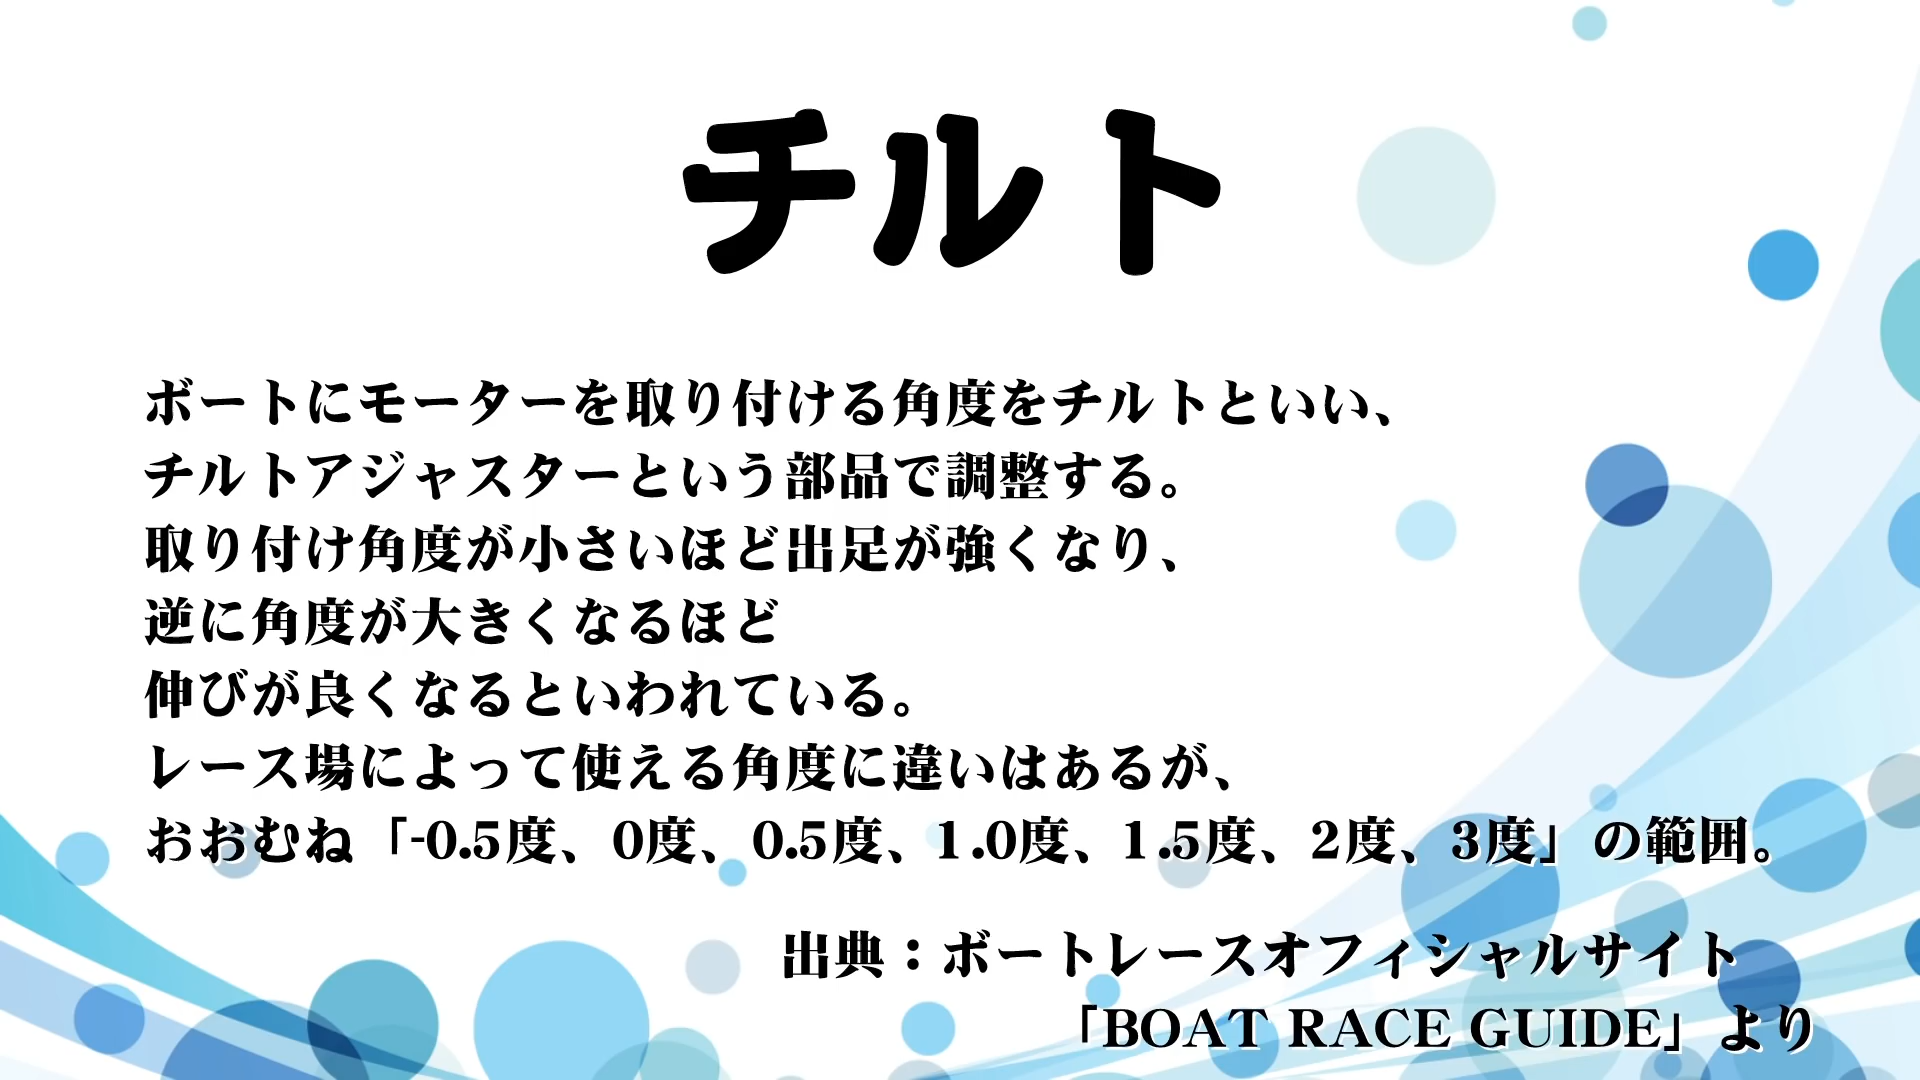 チルト
ボートにモーターを取り付ける角度をチルトといい、
チルトアジャスターという部品で調整する。
取り付け角度が小さいほど出足が強くなり、
逆に角度が大きくなるほど
伸びが良くなるといわれている。
レース場によって使える角度に違いはあるが、
おおむね「-0.5度、0度、0.5度、1.0度、1.5度、2度、3度」の範囲。
出典：ボートレースオフィシャルサイト
「BOAT RACE GUIDE」より